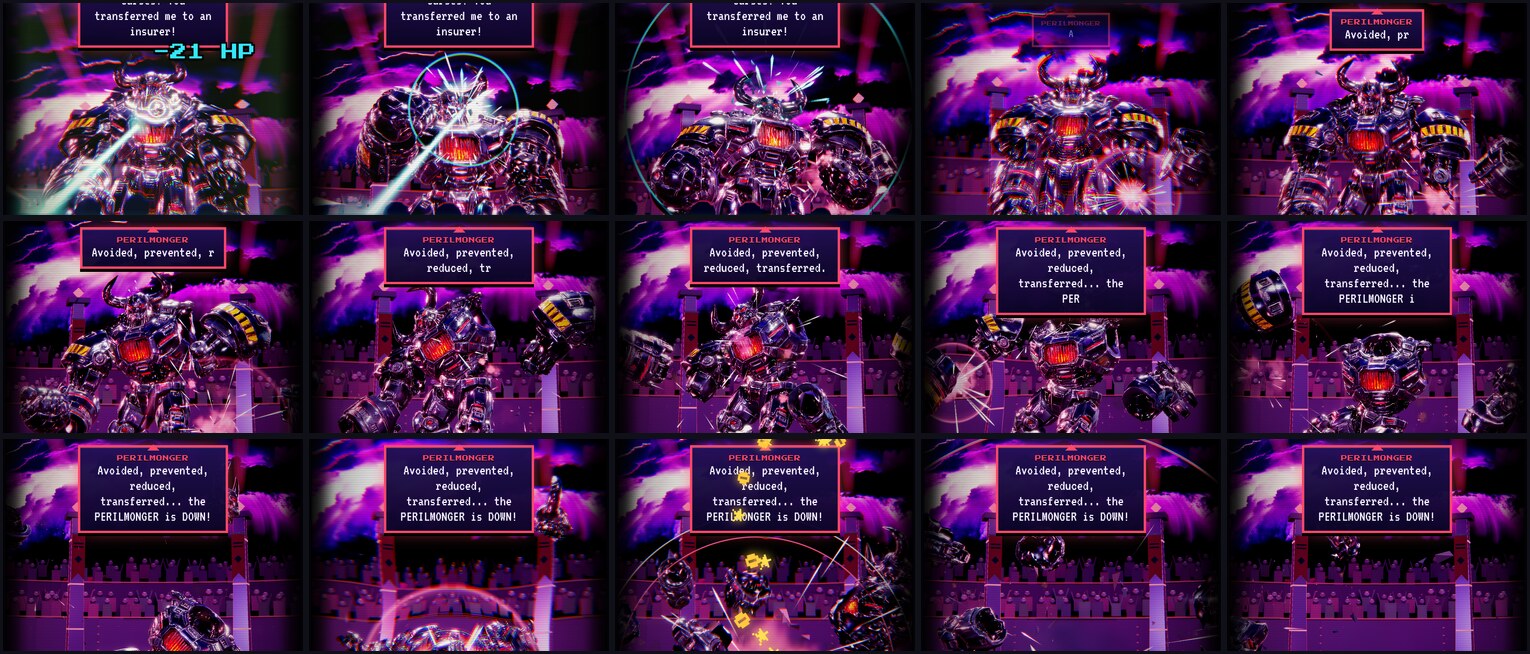 transferred me to an
insurer!
-21 HP
transferred me to an
insurer!
transferred me to an
insurer!
PERILMONGER
A
PERILMONGER
Avoided, pr
PERILMONGER
Avoided, prevented, r
PERILMONGER
Avoided, prevented,
reduced, tr
PERILMONGER
Avoided, prevented,
reduced, transferred.
PERILMONGER
Avoided, prevented,
reduced,
transferred... the
PER
PERILMONGER
Avoided, prevented,
reduced,
transferred... the
PERILMONGER i
PERILMONGER
Avoided, prevented,
reduced,
transferred... the
PERILMONGER is DOWN!
PERILMONGER
Avoided, prevented,
reduced,
transferred... the
PERILMONGER is DOWN!
PERILMONGER
Avoided, prevented,
reduced,
transferred... the
PERILMONGER is DOWN!
PERILMONGER
Avoided, prevented,
reduced,
transferred... the
PERILMONGER is DOWN!
PERILMONGER
Avoided, prevented,
reduced,
transferred... the
PERILMONGER is DOWN!